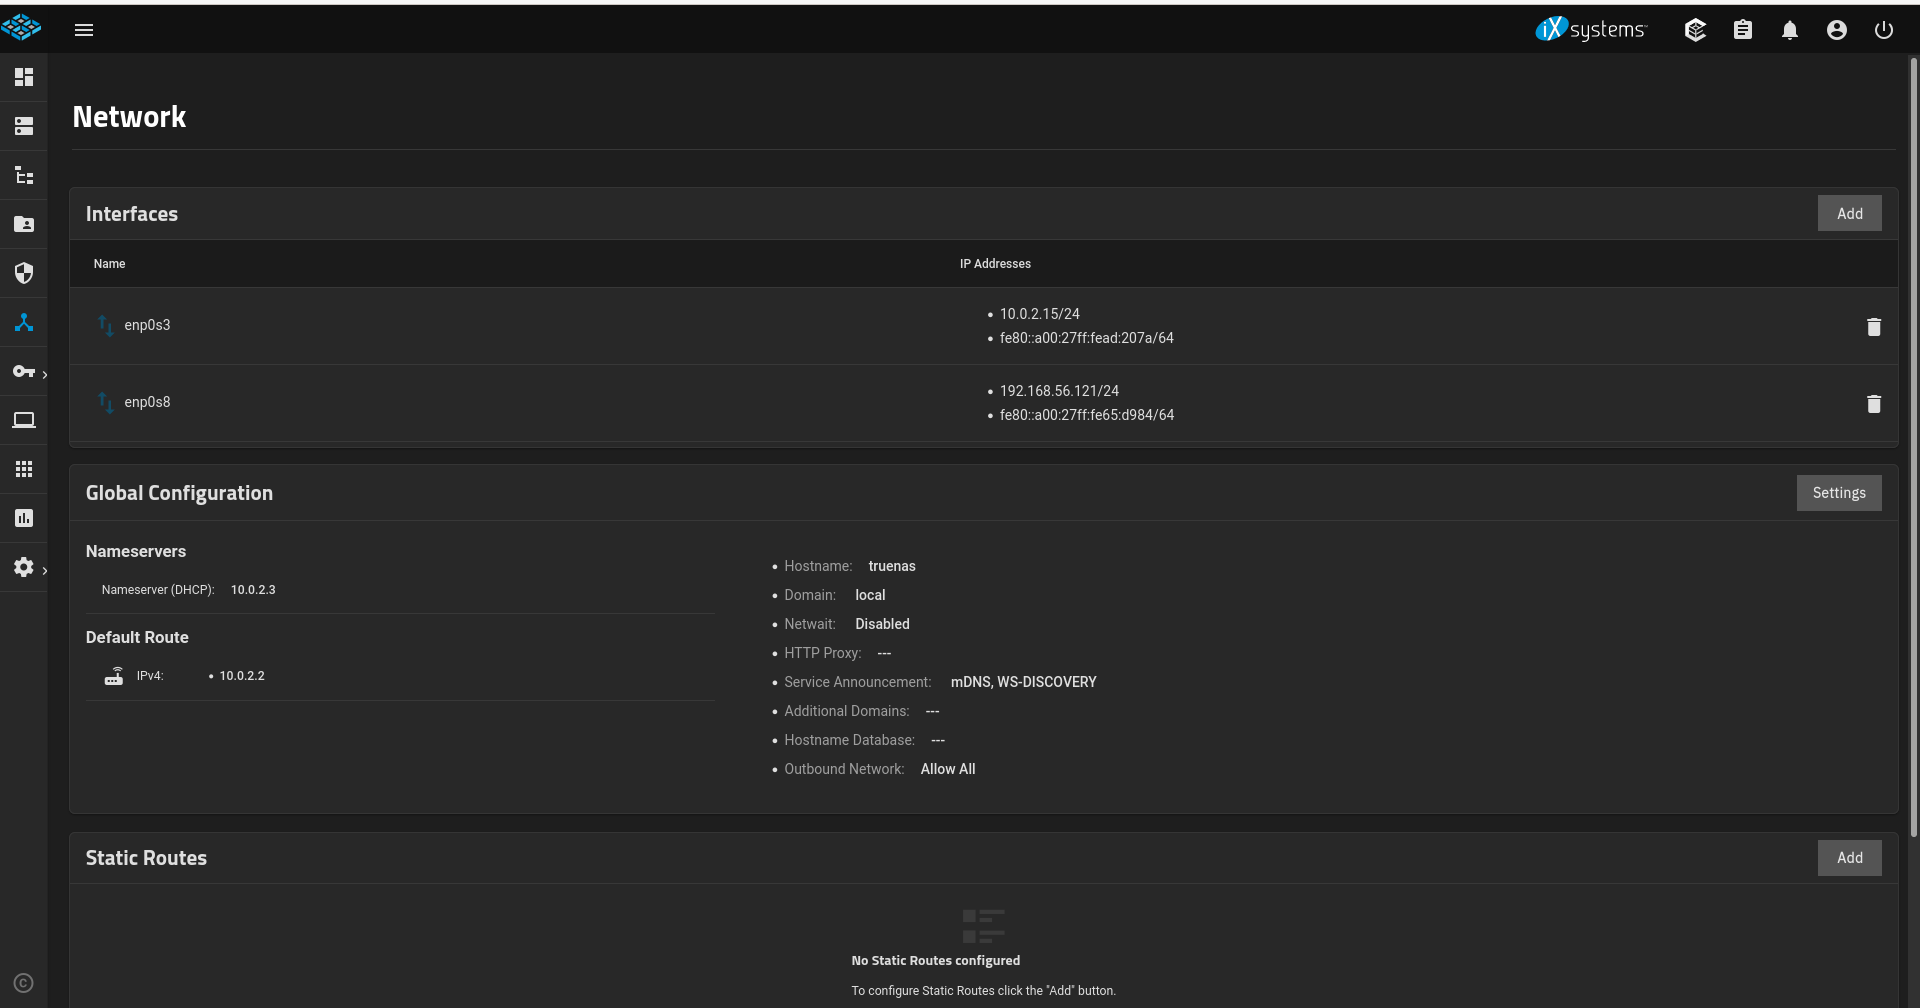 iXsystems
Network
Interfaces
Add
Name IP Addresses
enp0s3
• 10.0.2.15/24
• fe80::a00:27ff:fead:207a/64
enp0s8
• 192.168.56.121/24
• fe80::a00:27ff:fe65:d984/64
Global Configuration
Settings
Nameservers
Nameserver (DHCP): 10.0.2.3
Default Route
IPv4: • 10.0.2.2
• Hostname: truenas
• Domain: local
• Netwait: Disabled
• HTTP Proxy: ---
• Service Announcement: mDNS, WS-DISCOVERY
• Additional Domains: ---
• Hostname Database: ---
• Outbound Network: Allow All
Static Routes
Add
No Static Routes configured
To configure Static Routes click the "Add" button.
©